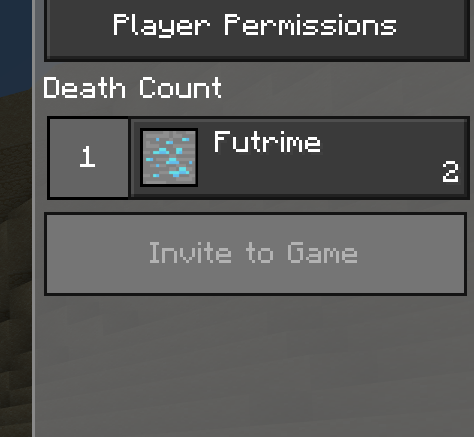 Player Permissions
Death Count
1
Futrime
2
Invite to Game